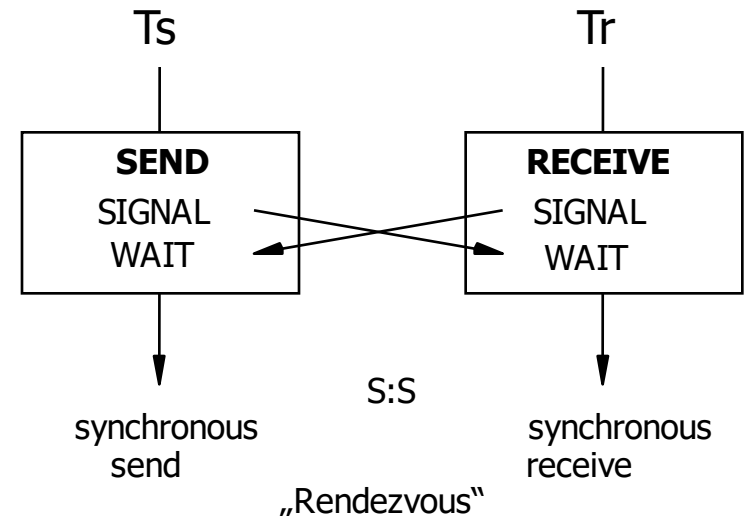 Ts
Tr
SEND
SIGNAL
WAIT
RECEIVE
SIGNAL
WAIT
S:S
synchronous
send
synchronous
receive
„Rendezvous“